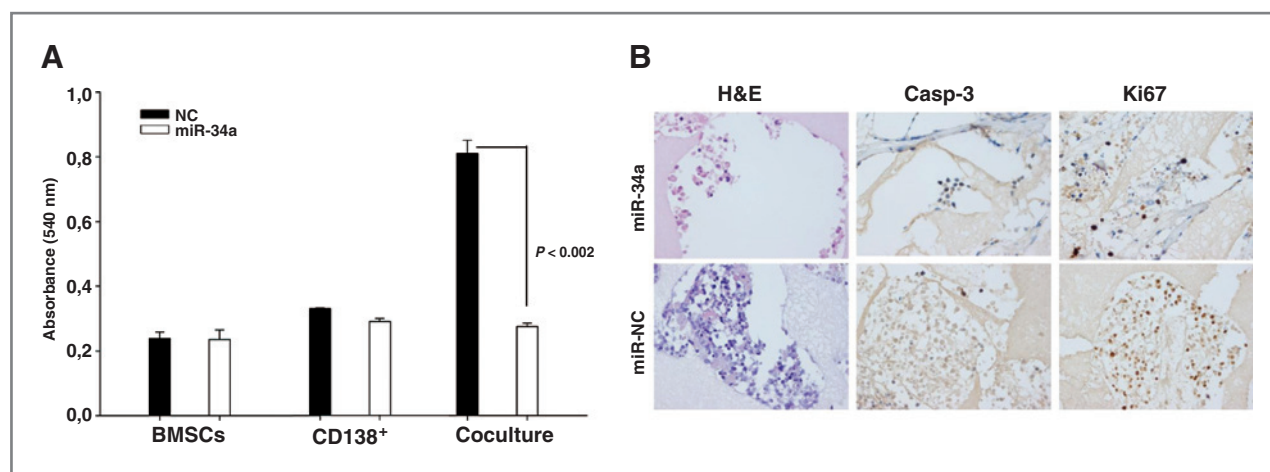 A
1,0
0,8
0,6
0,4
0,2
0,0
Absorbance (540 nm)
NC
miR-34a
P < 0.002
BMSCs
CD138⁺
Coculture
B
H&E
Casp-3
Ki67
miR-34a
miR-NC